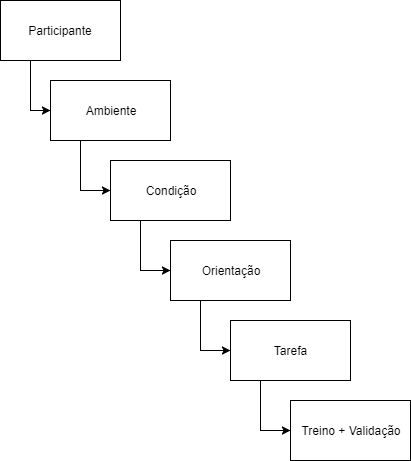 Participante
Ambiente
Condição
Orientação
Tarefa
Treino + Validação